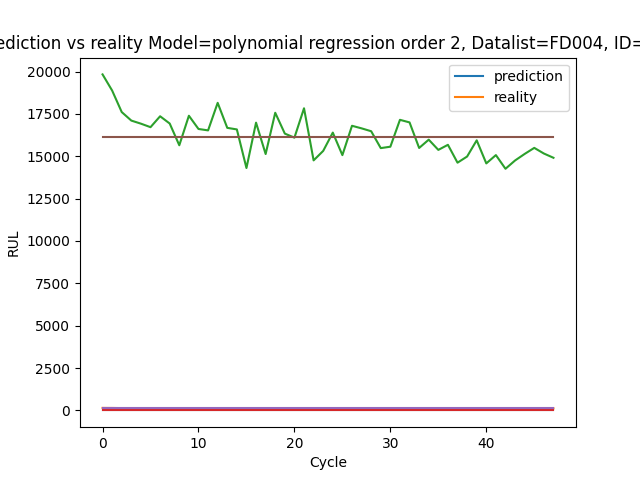 ediction vs reality Model=polynomial regression order 2, Datalist=FD004, ID=
prediction
reality
20000
17500
15000
12500
10000
7500
5000
2500
0
RUL
0 10 20 30 40
Cycle